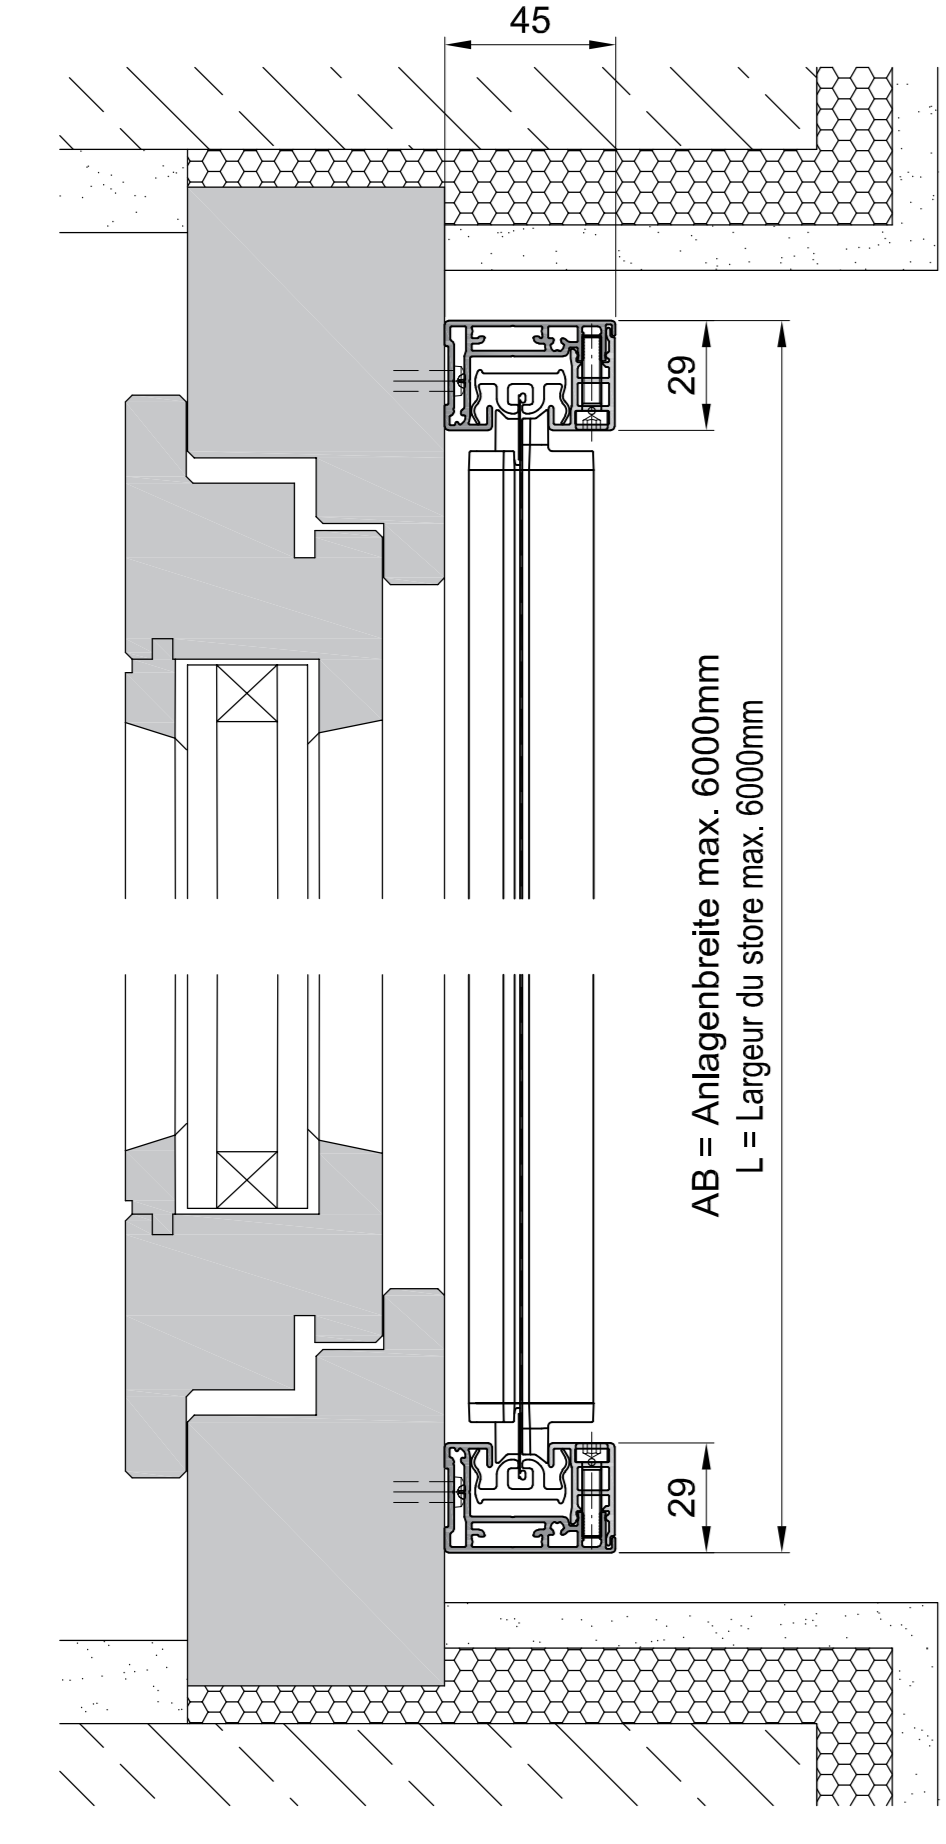 45
29
AB = Anlagenbreite max. 6000mm
L = Largeur du store max. 6000mm
29